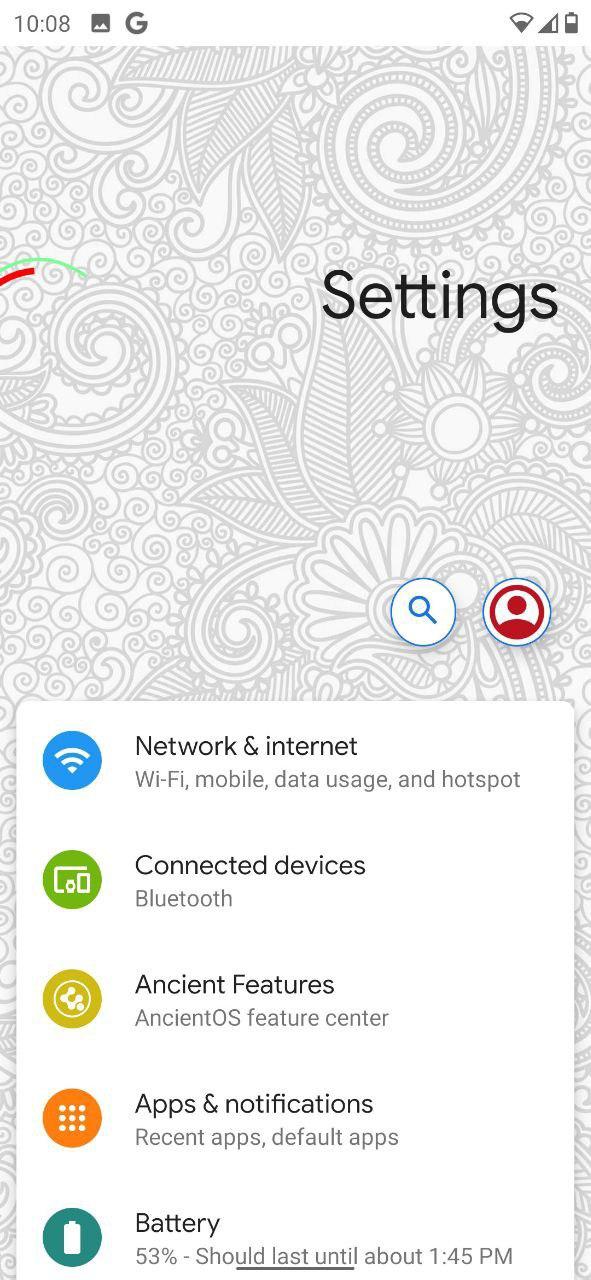 10:08
Settings
Network & internet
Wi-Fi, mobile, data usage, and hotspot
Connected devices
Bluetooth
Ancient Features
AncientOS feature center
Apps & notifications
Recent apps, default apps
Battery
53% - Should last until about 1:45 PM